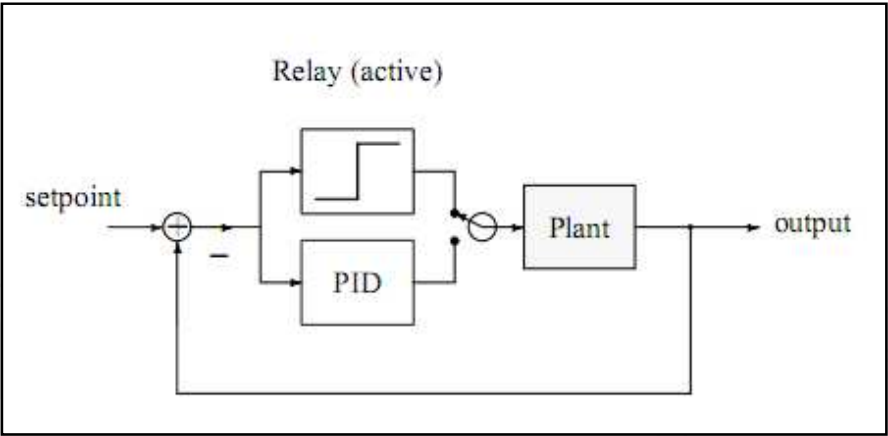 Relay (active)
setpoint
+
−
PID
Plant
output